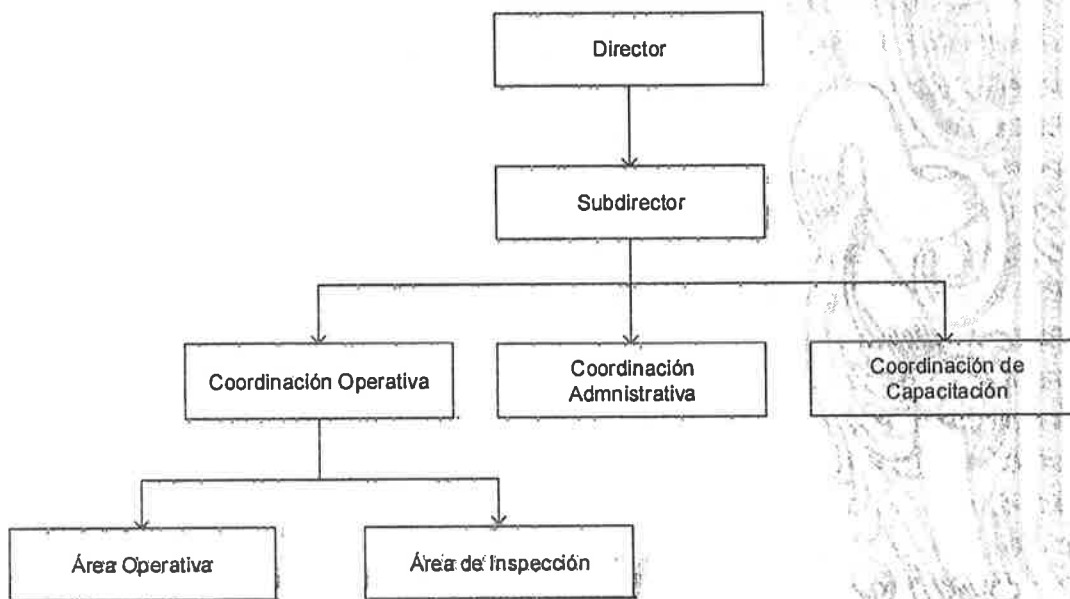 Director
Subdirector
Coordinación Operativa
Coordinación
Admnistrativa
Coordinación de
Capacitación
Área Operativa
Área de Inspección